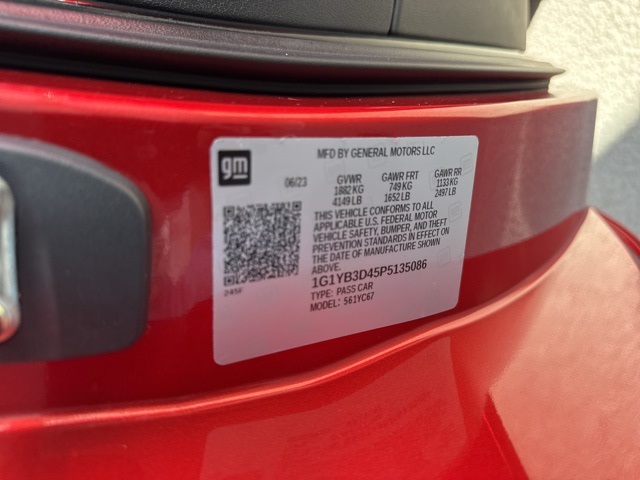 gm
MFD BY GENERAL MOTORS LLC
06/23
GVWR GAWR FRT GAWR RR
1882 KG 749 KG 1133 KG
4149 LB 1652 LB 2497 LB
THIS VEHICLE CONFORMS TO ALL
APPLICABLE U.S. FEDERAL MOTOR
VEHICLE SAFETY, BUMPER, AND THEFT
PREVENTION STANDARDS IN EFFECT ON
THE DATE OF MANUFACTURE SHOWN
ABOVE.
1G1YB3D45P5135086
TYPE: PASS CAR
MODEL: 561YC67
245F